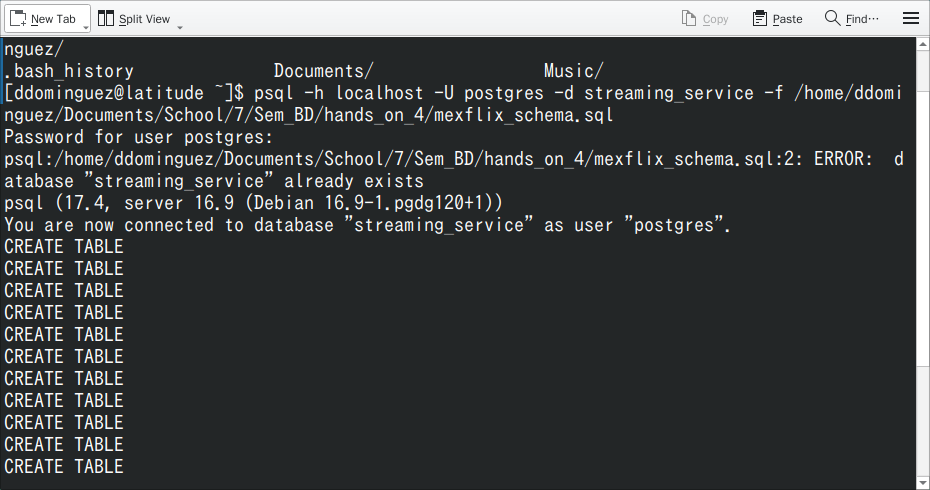 New Tab Split View Copy Paste Find…
nguez/
.bash_history Documents/ Music/
[ddominguez@latitude ~]$ psql -h localhost -U postgres -d streaming_service -f /home/ddomi
nguez/Documents/School/7/Sem_BD/hands_on_4/mexflix_schema.sql
Password for user postgres:
psql:/home/ddominguez/Documents/School/7/Sem_BD/hands_on_4/mexflix_schema.sql:2: ERROR:  d
atabase "streaming_service" already exists
psql (17.4, server 16.9 (Debian 16.9-1.pgdg120+1))
You are now connected to database "streaming_service" as user "postgres".
CREATE TABLE
CREATE TABLE
CREATE TABLE
CREATE TABLE
CREATE TABLE
CREATE TABLE
CREATE TABLE
CREATE TABLE
CREATE TABLE
CREATE TABLE
CREATE TABLE